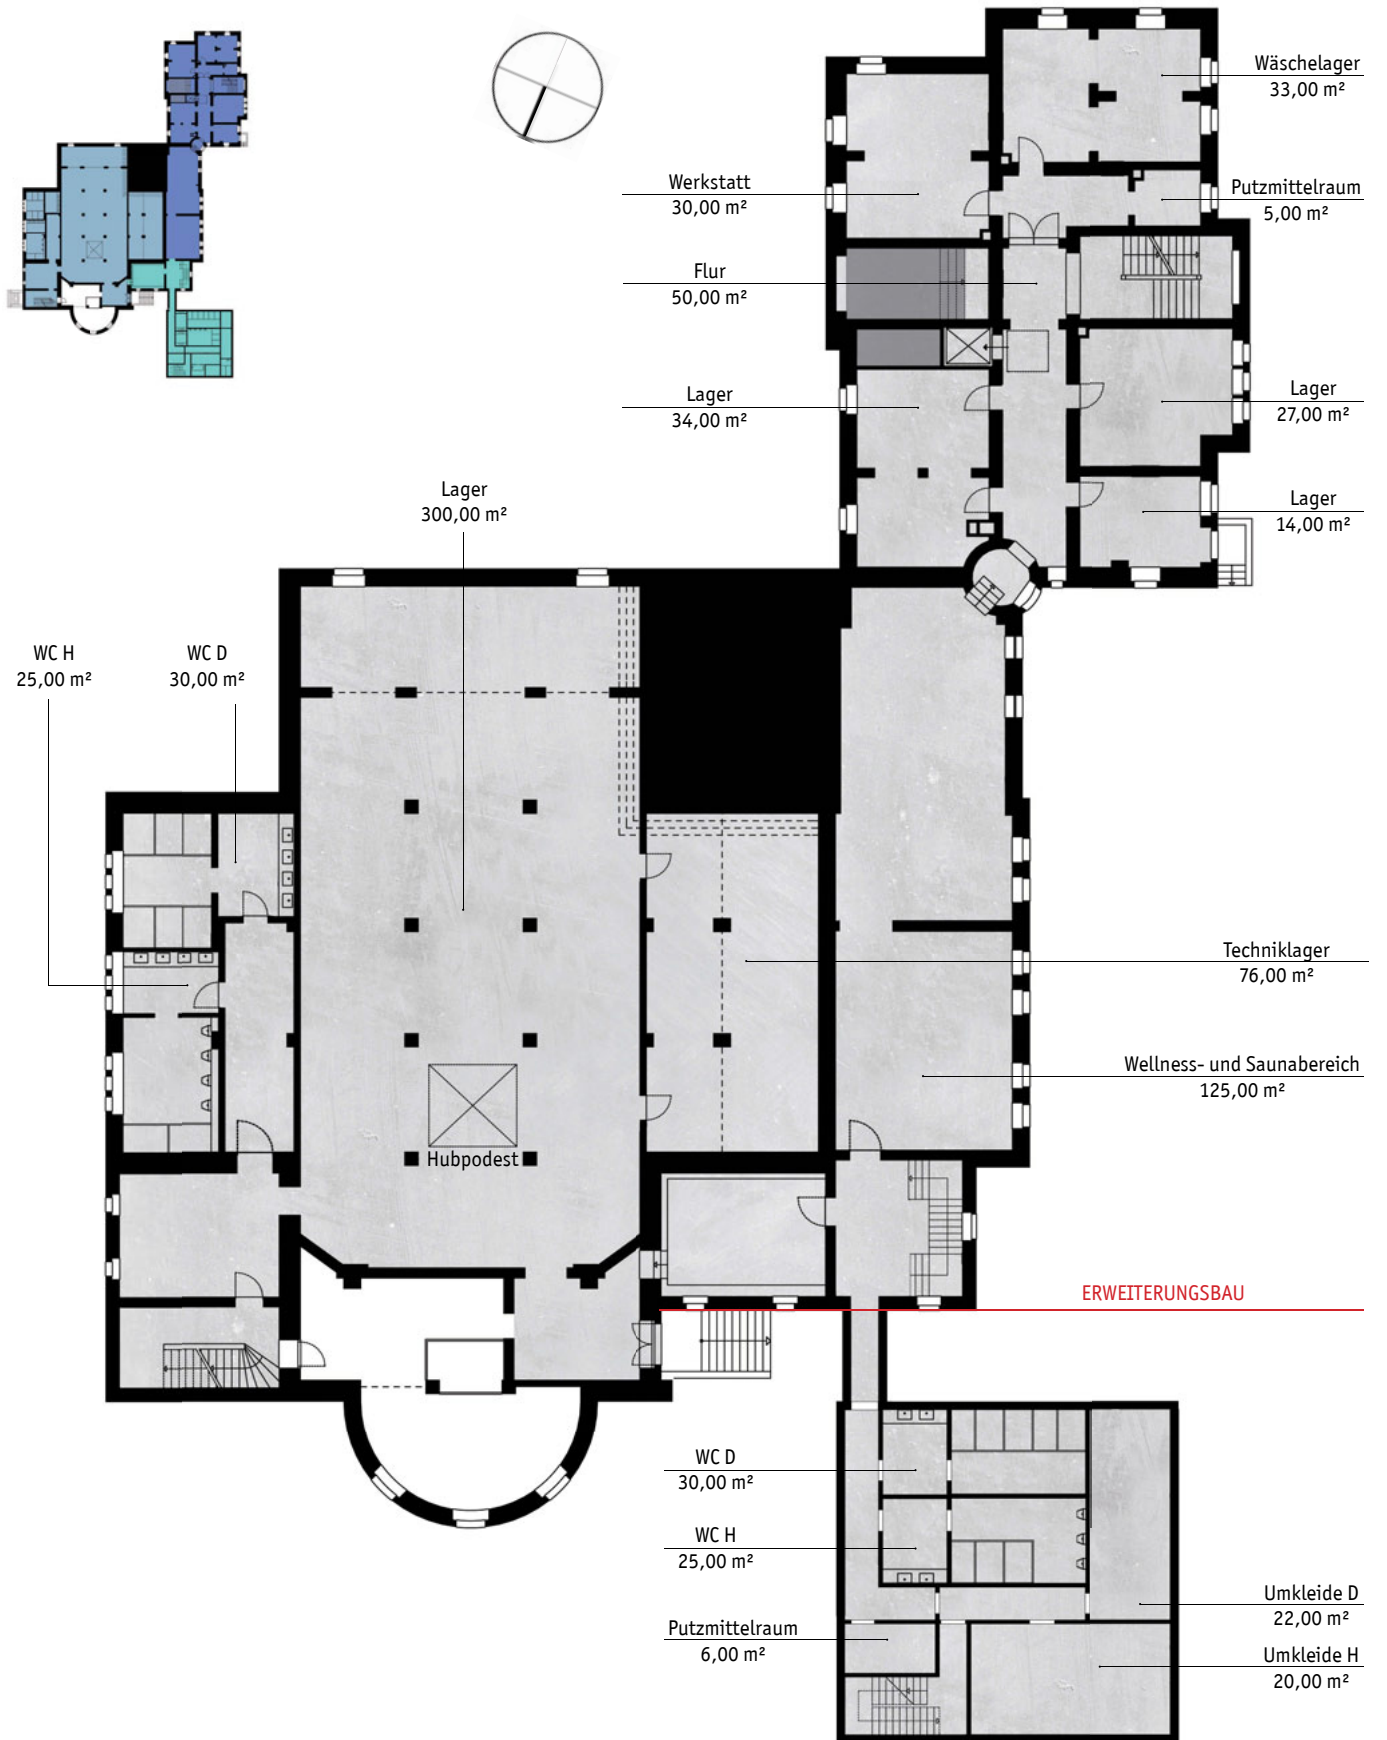 Wäschelager
33,00 m²
Werkstatt
30,00 m²
Putzmittelraum
5,00 m²
Flur
50,00 m²
Lager
34,00 m²
Lager
27,00 m²
Lager
300,00 m²
Lager
14,00 m²
WC H
25,00 m²
WC D
30,00 m²
Techniklager
76,00 m²
Wellness- und Saunabereich
125,00 m²
Hubpodest
ERWEITERUNGSBAU
WC D
30,00 m²
WC H
25,00 m²
Umkleide D
22,00 m²
Putzmittelraum
6,00 m²
Umkleide H
20,00 m²